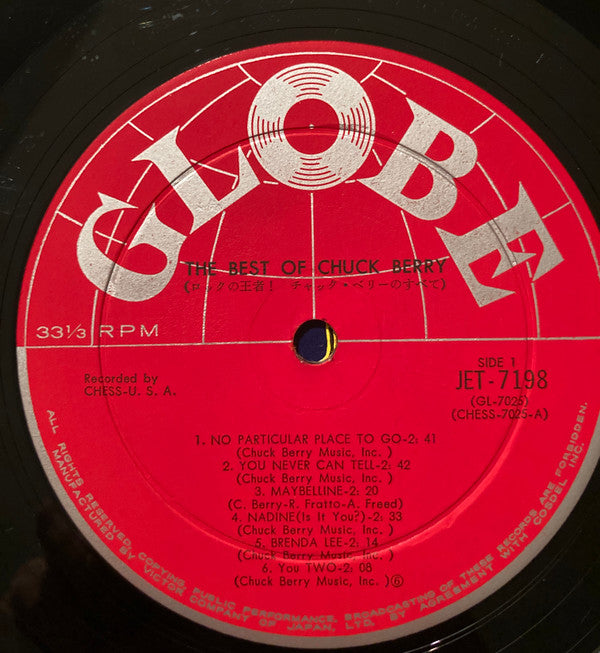 GLOBE
THE BEST OF CHUCK BERRY
《ロックの王者! チャック・ベリーのすべて》
33⅓ RPM
Recorded by
CHESS-U. S. A.
SIDE 1
JET-7198
(GL-7025)
(CHESS-7025-A)
1. NO PARTICULAR PLACE TO GO-2: 41
(Chuck Berry Music, Inc. )
2. YOU NEVER CAN TELL-2: 42
(Chuck Berry Music, Inc. )
3. MAYBELLINE-2: 20
(C. Berry-R. Fratto-A. Freed)
4. NADINE(Is It You?)-2: 33
(Chuck Berry Music, Inc. )
5. BRENDA LEE-2: 14
(Chuck Berry Music, Inc. )
6. You TWO-2: 08
(Chuck Berry Music, Inc. )⑥
ALL RIGHTS RESERVED. COPYING, PUBLIC PERFORMANCE, BROADCASTING OF THESE RECORDS ARE FORBIDDEN.
MANUFACTURED BY VICTOR COMPANY OF JAPAN, LTD. BY AGREEMENT WITH COSDEL INC.